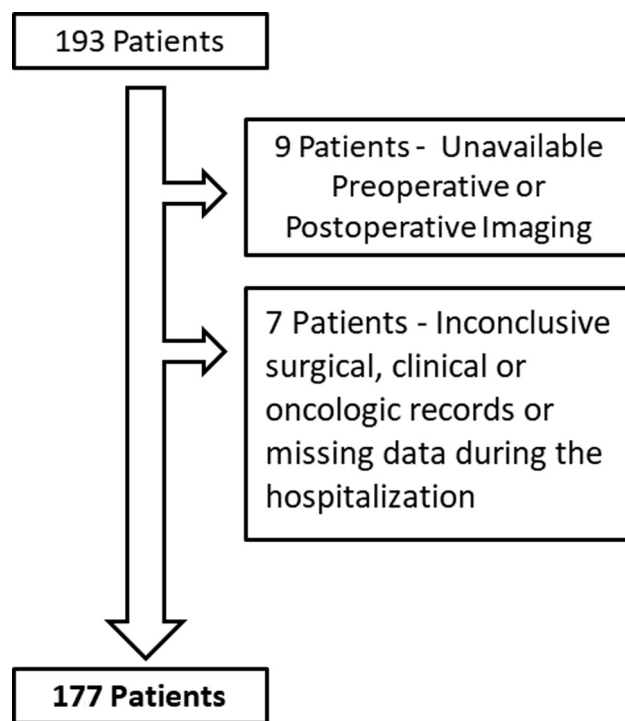 193 Patients
9 Patients - Unavailable
Preoperative or
Postoperative Imaging
7 Patients - Inconclusive
surgical, clinical or
oncologic records or
missing data during the
hospitalization
177 Patients